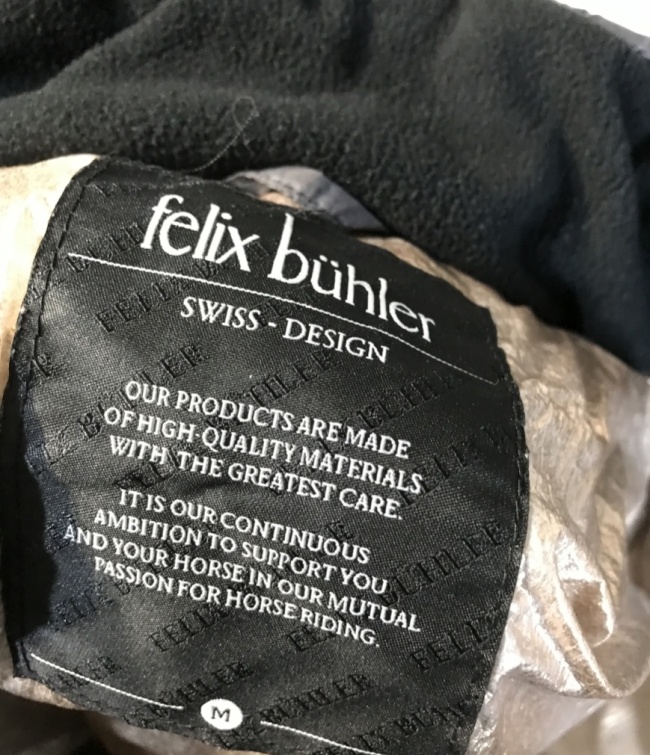 felix bühler
SWISS - DESIGN
OUR PRODUCTS ARE MADE
OF HIGH-QUALITY MATERIALS
WITH THE GREATEST CARE.
IT IS OUR CONTINUOUS
AMBITION TO SUPPORT YOU
AND YOUR HORSE IN OUR MUTUAL
PASSION FOR HORSE RIDING.
M